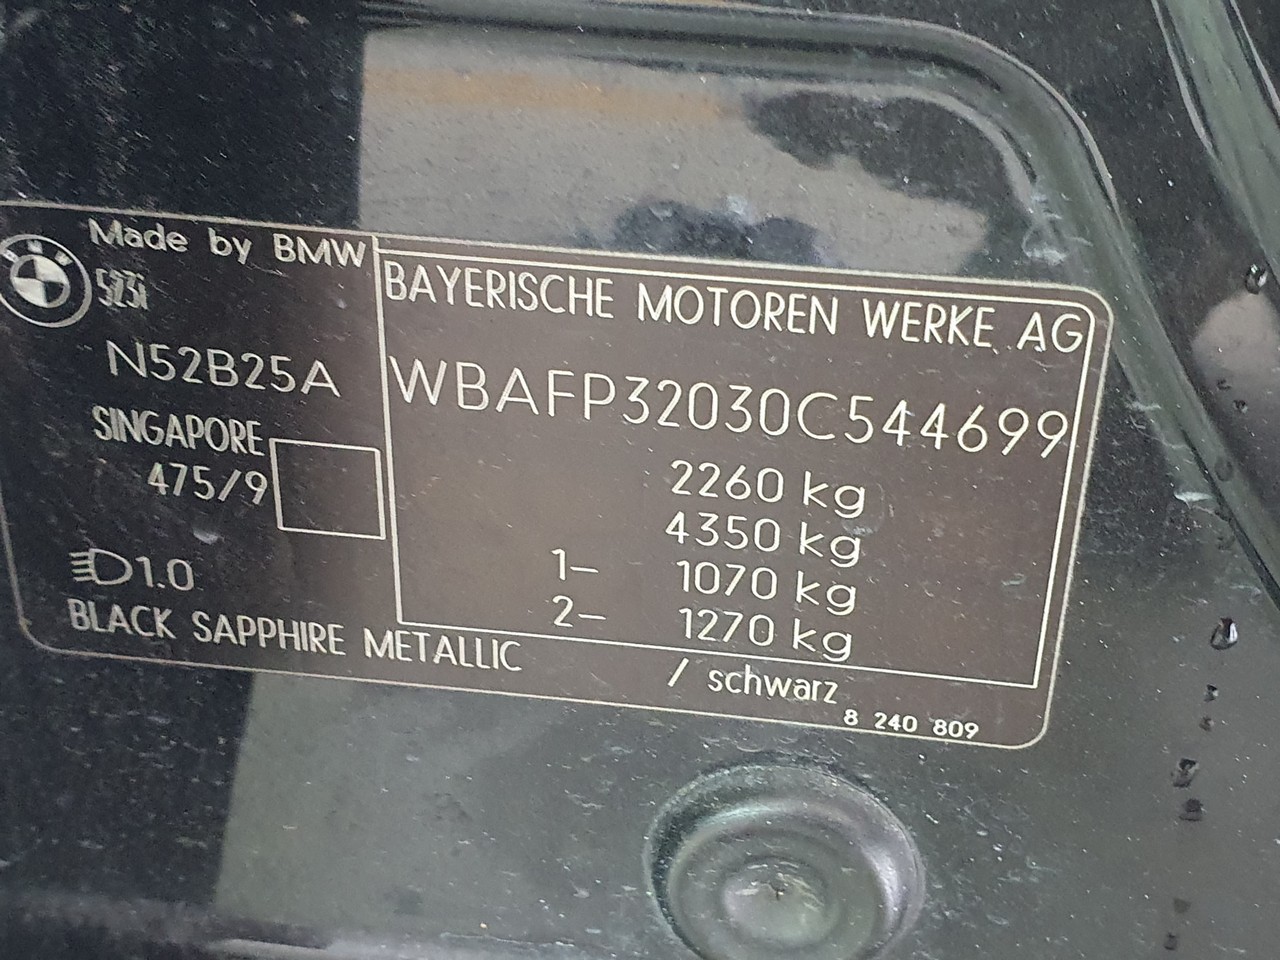 Made by BMW
523i
N52B25A
SINGAPORE
475/9
1.0
BLACK SAPPHIRE METALLIC / schwarz
BAYERISCHE MOTOREN WERKE AG
WBAFP32030C544699
2260 kg
4350 kg
1– 1070 kg
2– 1270 kg
8 240 809